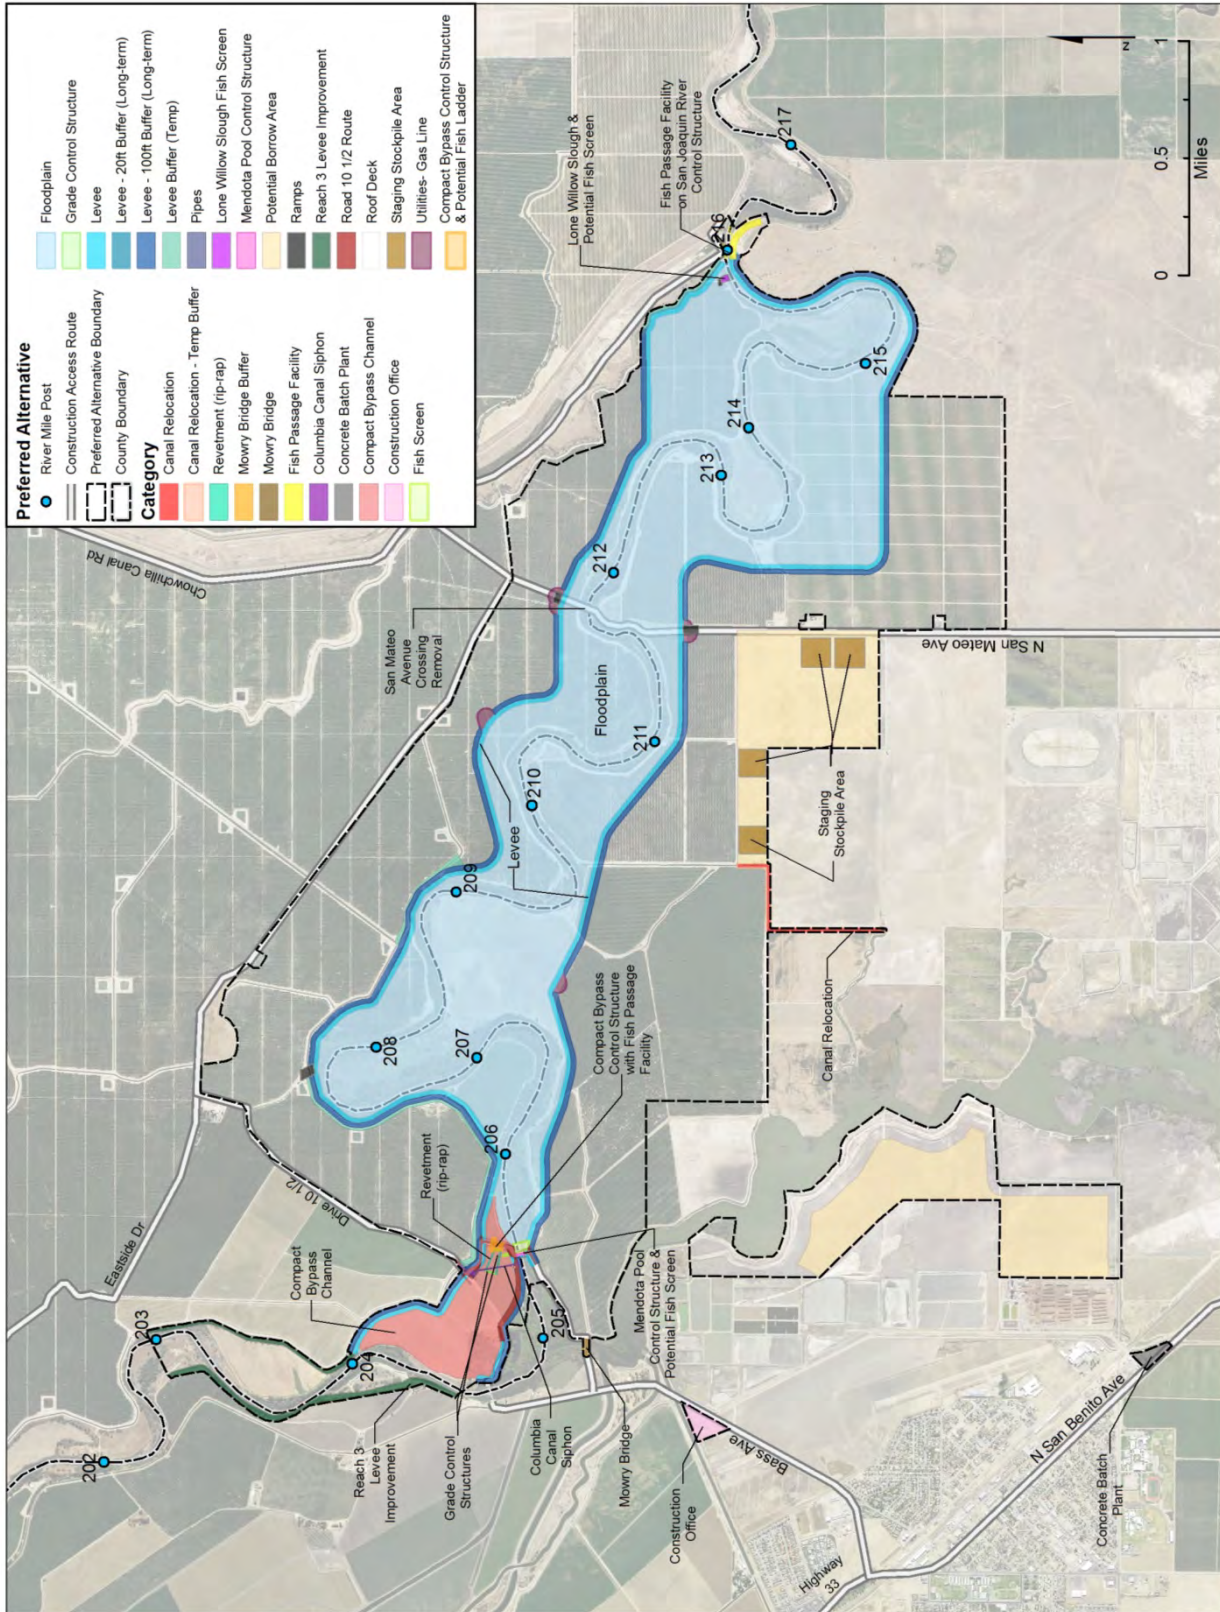 Preferred Alternative
River Mile Post
Construction Access Route
Preferred Alternative Boundary
County Boundary
Category
Canal Relocation
Canal Relocation - Temp Buffer
Revetment (rip-rap)
Mowry Bridge Buffer
Mowry Bridge
Fish Passage Facility
Columbia Canal Siphon
Concrete Batch Plant
Compact Bypass Channel
Construction Office
Fish Screen
Floodplain
Grade Control Structure
Levee
Levee - 20ft Buffer (Long-term)
Levee - 100ft Buffer (Long-term)
Levee Buffer (Temp)
Pipes
Lone Willow Slough Fish Screen
Mendota Pool Control Structure
Potential Borrow Area
Ramps
Reach 3 Levee Improvement
Road 10 1/2 Route
Roof Deck
Staging Stockpile Area
Utilities- Gas Line
Compact Bypass Control Structure
& Potential Fish Ladder
202
203
Eastside Dr
Drive 10 1/2
Compact
Bypass
Channel
204
Reach 3
Levee
Improvement
Revetment
(rip-rap)
Grade Control
Structures
Columbia
Canal
Siphon
205
206
207
208
209
210
211
212
213
214
215
216
217
Mowry Bridge
Mendota Pool
Control Structure &
Potential Fish Screen
Compact Bypass
Control Structure
with Fish Passage
Facility
Levee
Floodplain
San Mateo
Avenue
Crossing
Removal
Chowchilla Canal Rd
Lone Willow Slough &
Potential Fish Screen
Fish Passage Facility
on San Joaquin River
Control Structure
N San Mateo Ave
Staging
Stockpile Area
Canal Relocation
Construction
Office
Bass Ave
Highway
33
N San Benito Ave
Concrete Batch
Plant
N
0
0.5
1
Miles